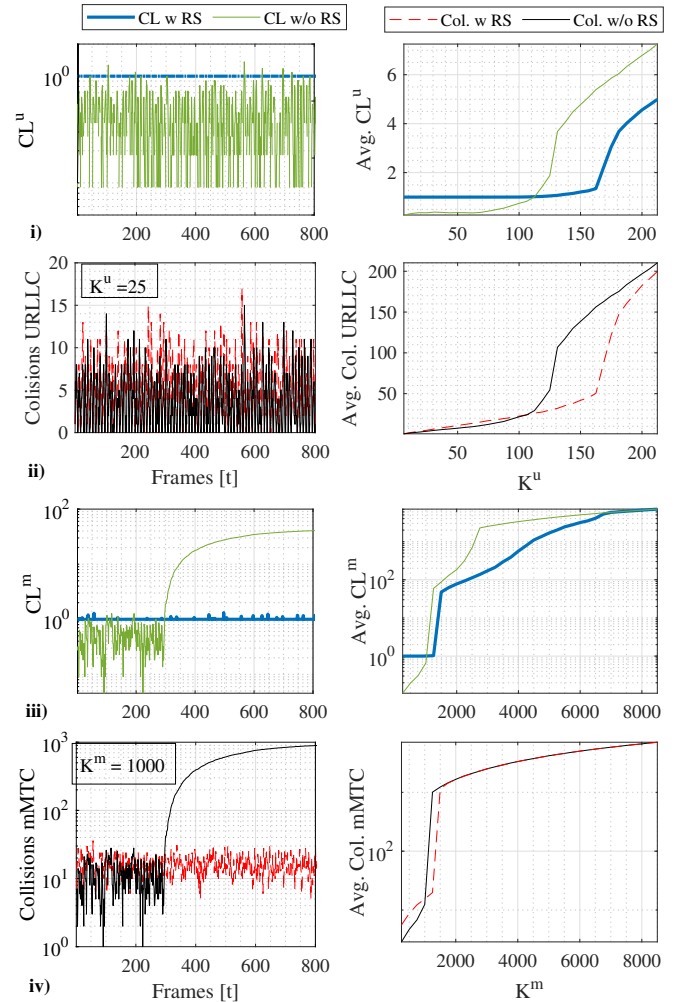 CL w RS CL w/o RS
Col. w RS Col. w/o RS
10^0
CL^u
200 400 600 800
i)
6
4
2
Avg. CL^u
50 100 150 200
20
15
10
5
0
Colisions URLLC
K^u =25
200 400 600 800
Frames [t]
ii)
200
150
100
50
Avg. Col. URLLC
50 100 150 200
K^u
10^2
10^0
CL^m
200 400 600 800
iii)
10^2
10^0
Avg. CL^m
2000 4000 6000 8000
10^3
10^2
10^1
10^0
Collisions mMTC
K^m = 1000
200 400 600 800
Frames [t]
iv)
10^2
Avg. Col. mMTC
2000 4000 6000 8000
K^m